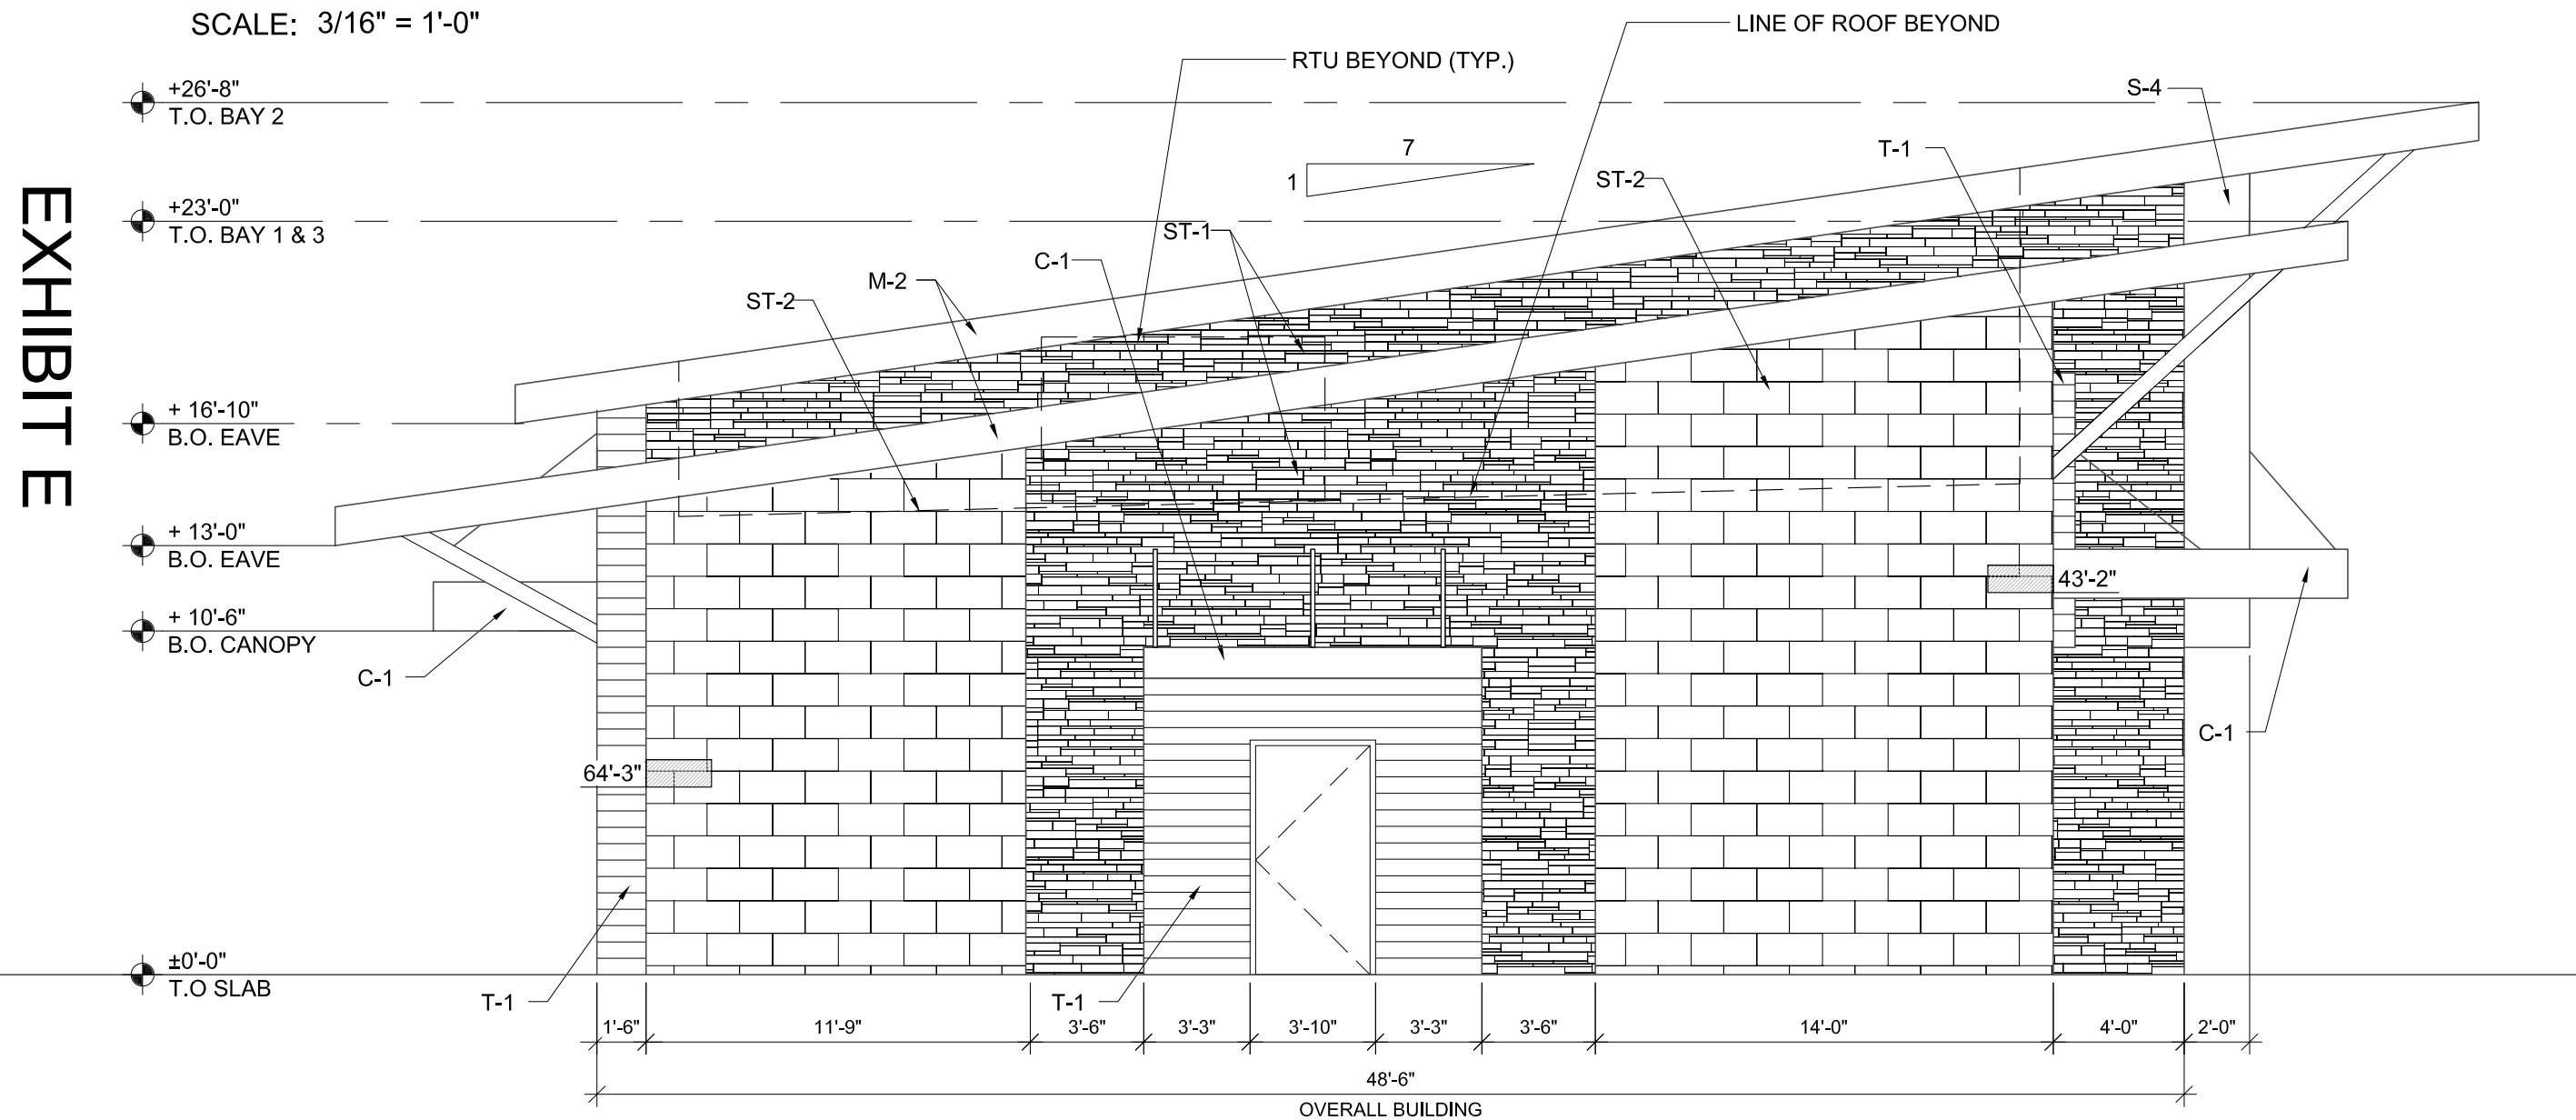 SCALE: 3/16" = 1'-0"
LINE OF ROOF BEYOND
RTU BEYOND (TYP.)
+26'-8"
T.O. BAY 2
S-4
7
1
T-1
ST-2
EXHIBIT E
+23'-0"
T.O. BAY 1 & 3
ST-1
C-1
M-2
ST-2
+ 16'-10"
B.O. EAVE
+ 13'-0"
B.O. EAVE
43'-2"
+ 10'-6"
B.O. CANOPY
C-1
C-1
64'-3"
±0'-0"
T.O SLAB
T-1
T-1
1'-6"
11'-9"
3'-6"
3'-3"
3'-10"
3'-3"
3'-6"
14'-0"
4'-0"
2'-0"
48'-6"
OVERALL BUILDING